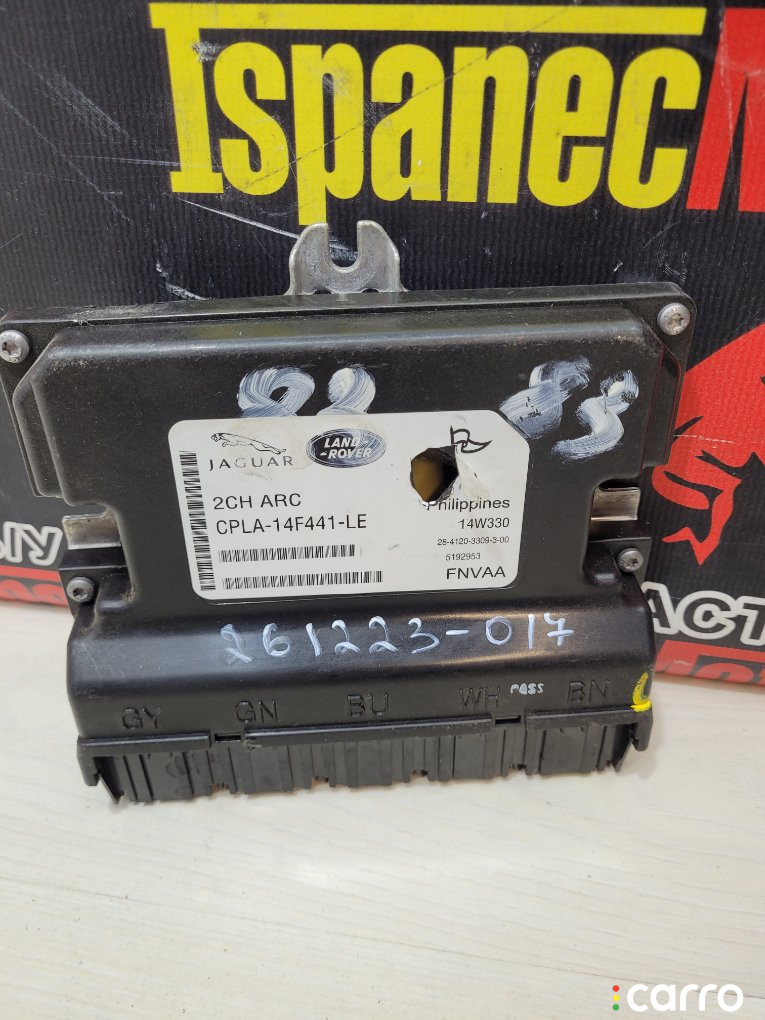 Ispanec
JAGUAR
LAND-
-ROVER
2CH ARC
CPLA-14F441-LE
Philippines
14W330
28-4120-3309-3-00
5192953
FNVAA
261223-017
GY GN BU WH PASS BN
carro